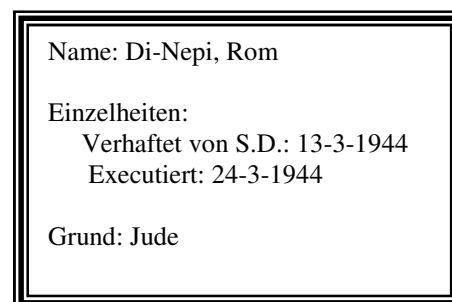 Name: Di-Nepi, Rom
Einzelheiten:
Verhaftet von S.D.: 13-3-1944
Executiert: 24-3-1944
Grund: Jude